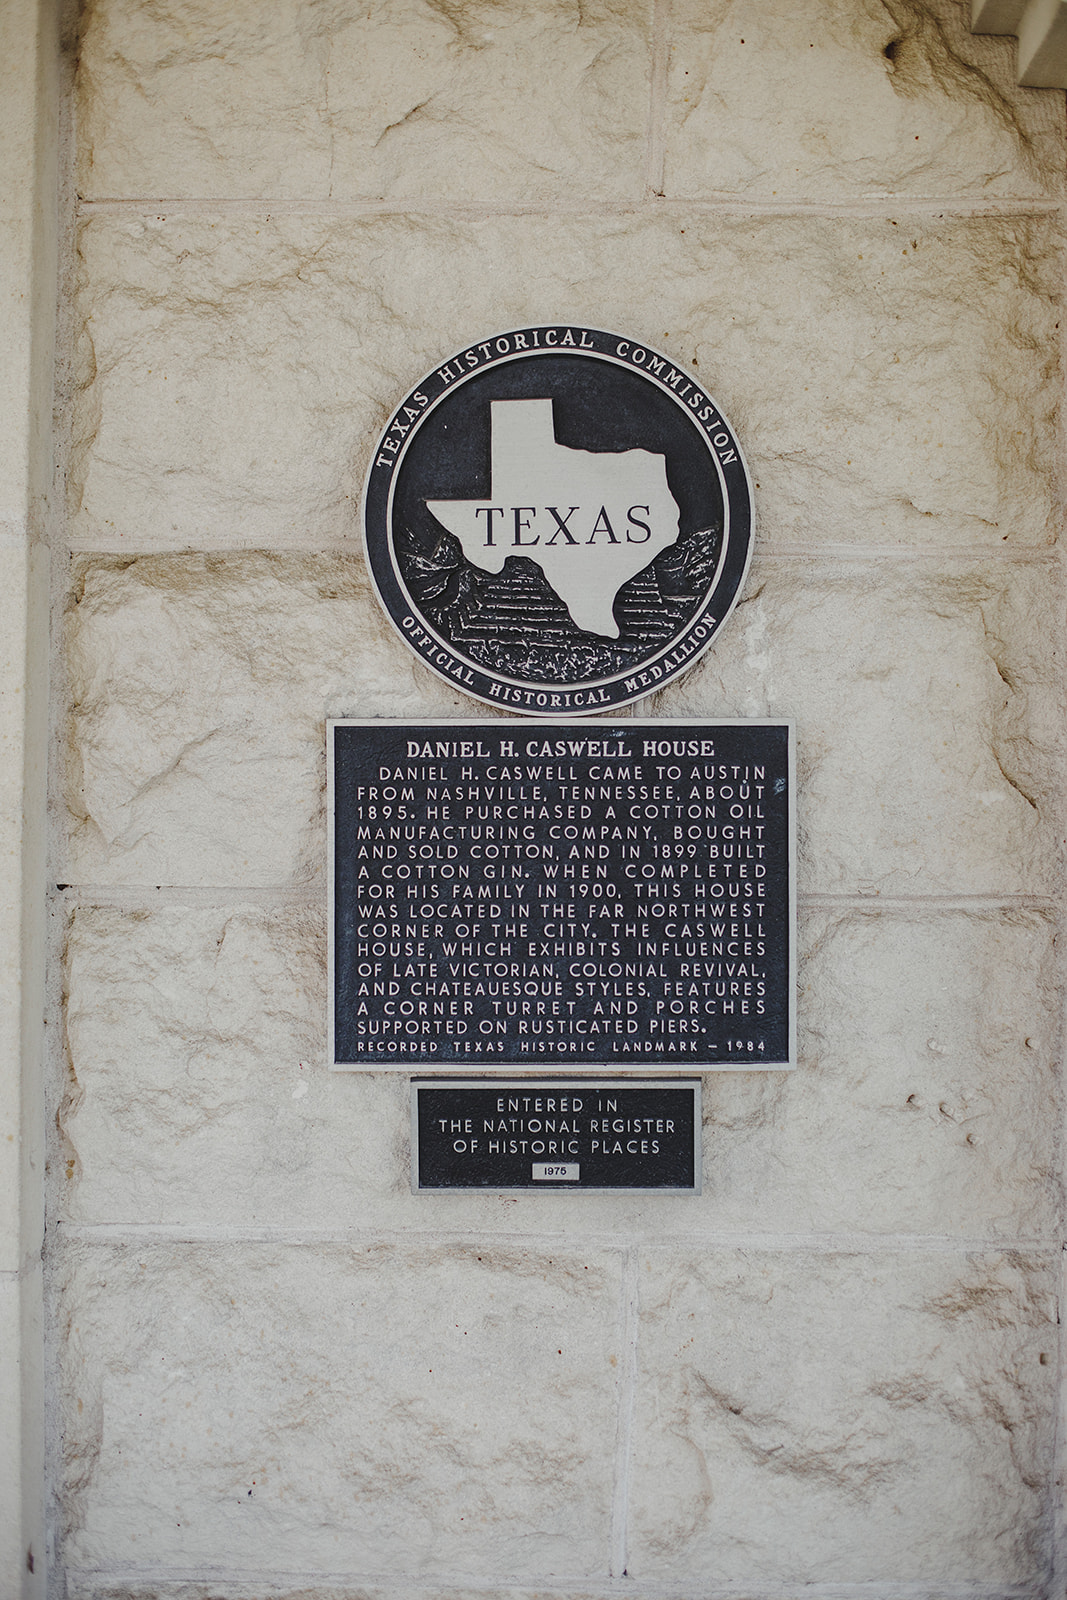 TEXAS HISTORICAL COMMISSION
TEXAS
OFFICIAL HISTORICAL MEDALLION
DANIEL H. CASWELL HOUSE
DANIEL H. CASWELL CAME TO AUSTIN
FROM NASHVILLE, TENNESSEE, ABOUT
1895. HE PURCHASED A COTTON OIL
MANUFACTURING COMPANY, BOUGHT
AND SOLD COTTON, AND IN 1899 BUILT
A COTTON GIN. WHEN COMPLETED
FOR HIS FAMILY IN 1900, THIS HOUSE
WAS LOCATED IN THE FAR NORTHWEST
CORNER OF THE CITY. THE CASWELL
HOUSE, WHICH EXHIBITS INFLUENCES
OF LATE VICTORIAN, COLONIAL REVIVAL,
AND CHATEAUESQUE STYLES, FEATURES
A CORNER TURRET AND PORCHES
SUPPORTED ON RUSTICATED PIERS.
RECORDED TEXAS HISTORIC LANDMARK – 1984
ENTERED IN
THE NATIONAL REGISTER
OF HISTORIC PLACES
1975